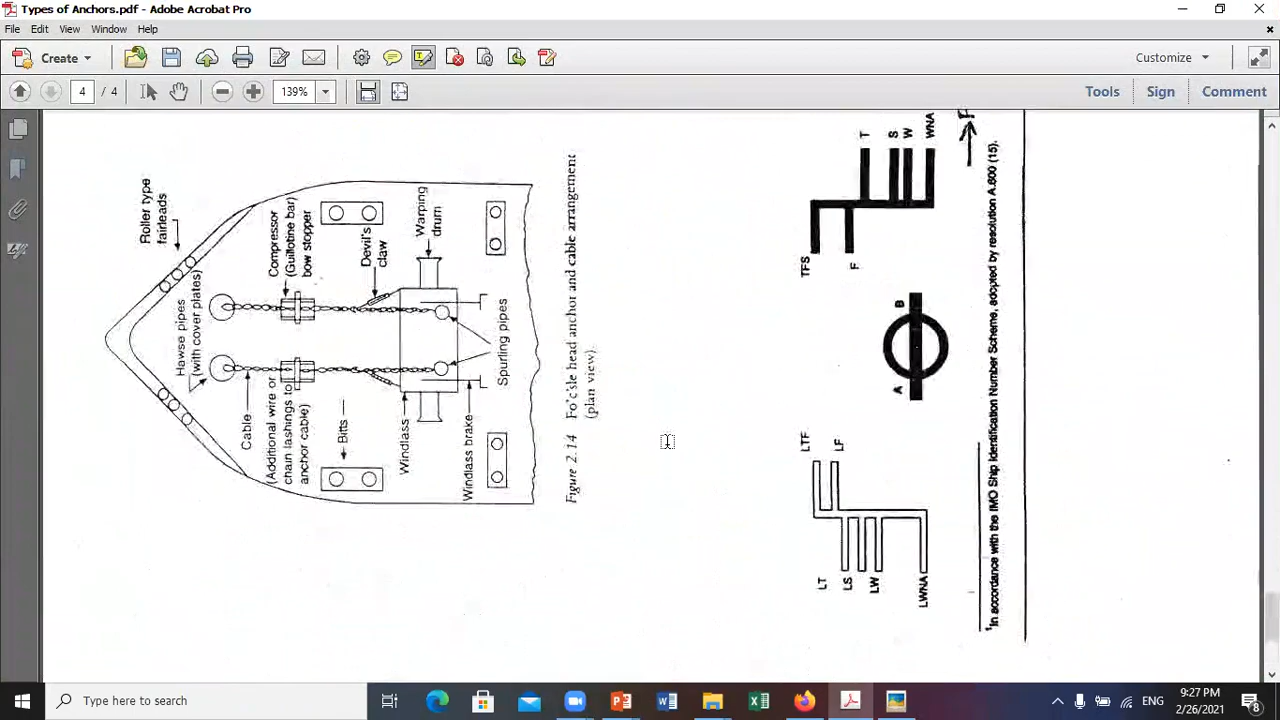 Types of Anchors.pdf - Adobe Acrobat Pro
File Edit View Window Help
Create
Customize
4 / 4
139%
Tools Sign Comment
Roller type
fairleads
Hawse pipes
(with cover plates)
Compressor
(Guillotine bar)
bow stopper
Devil's
claw
Warping
drum
Cable
(Additional wire or
chain lashings to
anchor cable)
Bitts
Windlass
Windlass brake
Spurling pipes
Figure 2.14 Fo'c'sle head anchor and cable arrangement
(plan view).
TFS
F
T
S
W
WNA
A
B
LTF
LF
LT
LS
LW
LWNA
1In accordance with the IMO Ship Identification Number Scheme, adopted by resolution A.600 (15).
Type here to search
ENG
9:27 PM
2/26/2021
8